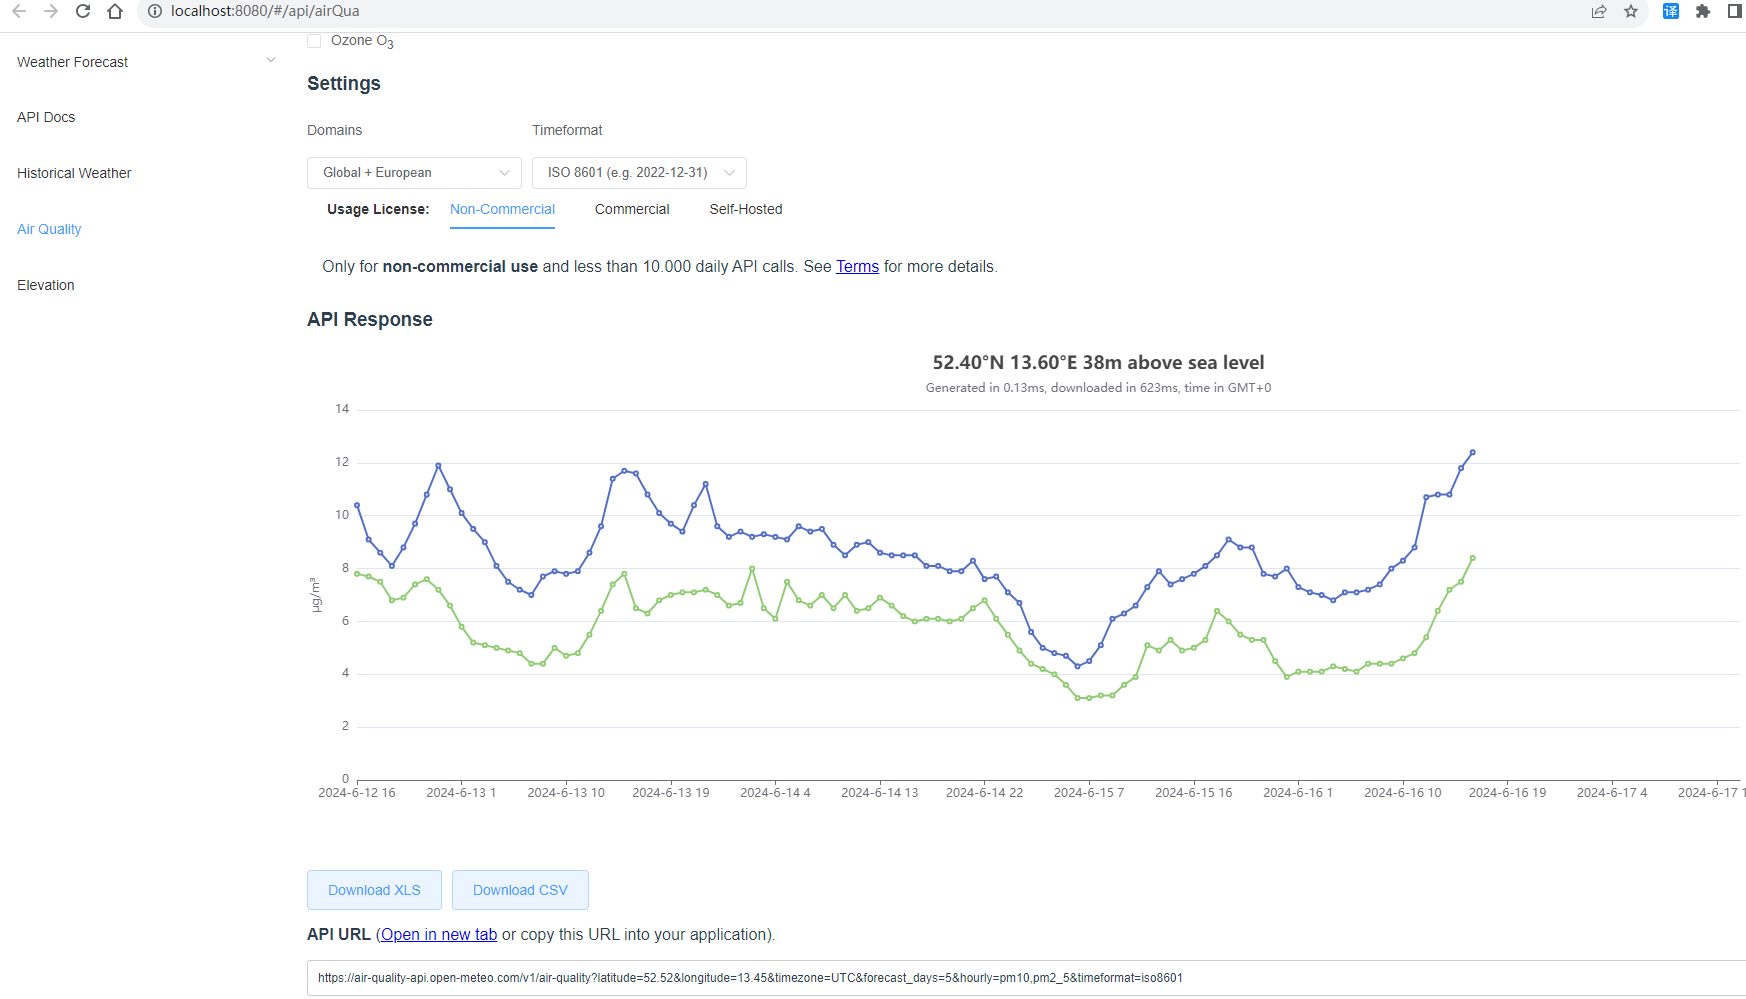 localhost:8080/#/api/airQua
译
Ozone O3
Weather Forecast
API Docs
Historical Weather
Air Quality
Elevation
Settings
Domains Timeformat
Global + European ISO 8601 (e.g. 2022-12-31)
Usage License: Non-Commercial Commercial Self-Hosted
Only for non-commercial use and less than 10.000 daily API calls. See Terms for more details.
API Response
52.40°N 13.60°E 38m above sea level
Generated in 0.13ms, downloaded in 623ms, time in GMT+0
14
12
10
8
μg/m³
6
4
2
0
2024-6-12 16 2024-6-13 1 2024-6-13 10 2024-6-13 19 2024-6-14 4 2024-6-14 13 2024-6-14 22 2024-6-15 7 2024-6-15 16 2024-6-16 1 2024-6-16 10 2024-6-16 19 2024-6-17 4 2024-6-17 1
Download XLS Download CSV
API URL (Open in new tab or copy this URL into your application).
https://air-quality-api.open-meteo.com/v1/air-quality?latitude=52.52&longitude=13.45&timezone=UTC&forecast_days=5&hourly=pm10,pm2_5&timeformat=iso8601